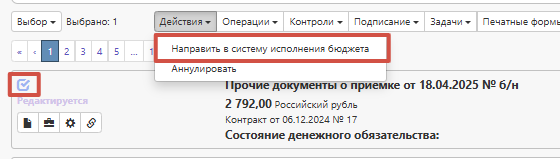 Выбор Выбрано: 1 Действия Операции Контроли Подписание Задачи Печатные формы
« ‹ 1 2 3 4 5 ... 1
Направить в систему исполнения бюджета
Аннулировать
Прочие документы о приемке от 18.04.2025 № б/н
Редактируется
2 792,00 Российский рубль
Контракт от 06.12.2024 № 17
Состояние денежного обязательства: